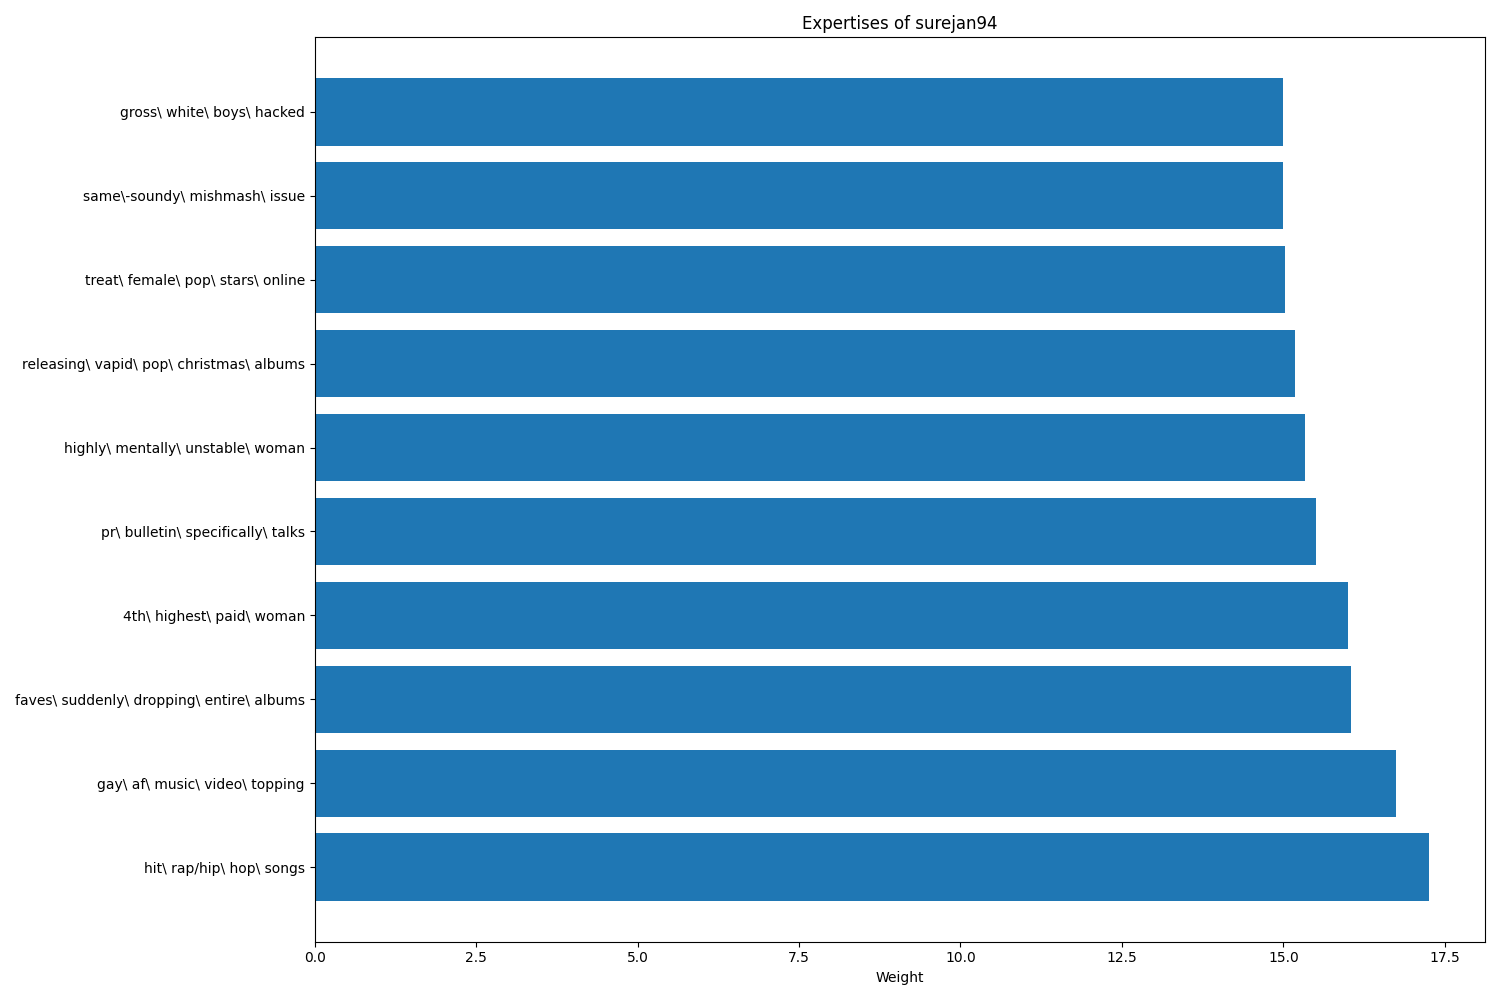 Expertises of surejan94
gross\ white\ boys\ hacked
same\-soundy\ mishmash\ issue
treat\ female\ pop\ stars\ online
releasing\ vapid\ pop\ christmas\ albums
highly\ mentally\ unstable\ woman
pr\ bulletin\ specifically\ talks
4th\ highest\ paid\ woman
faves\ suddenly\ dropping\ entire\ albums
gay\ af\ music\ video\ topping
hit\ rap/hip\ hop\ songs
0.0 2.5 5.0 7.5 10.0 12.5 15.0 17.5
Weight